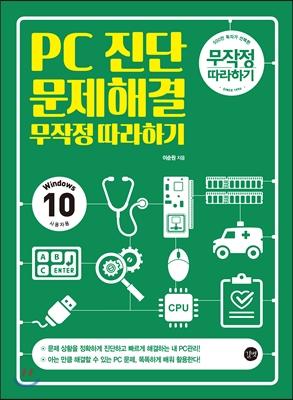 500만 독자가 선택한
무작정
따라하기
SINCE 1998
PC 진단
문제해결
무작정 따라하기
이순원 지음
Windows
10
사용자용
A B C
ENTER
CPU
문제 상황을 정확하게 진단하고 빠르게 해결하는 내 PC관리!
아는 만큼 해결할 수 있는 PC 문제, 똑똑하게 배워 활용한다!
길벗